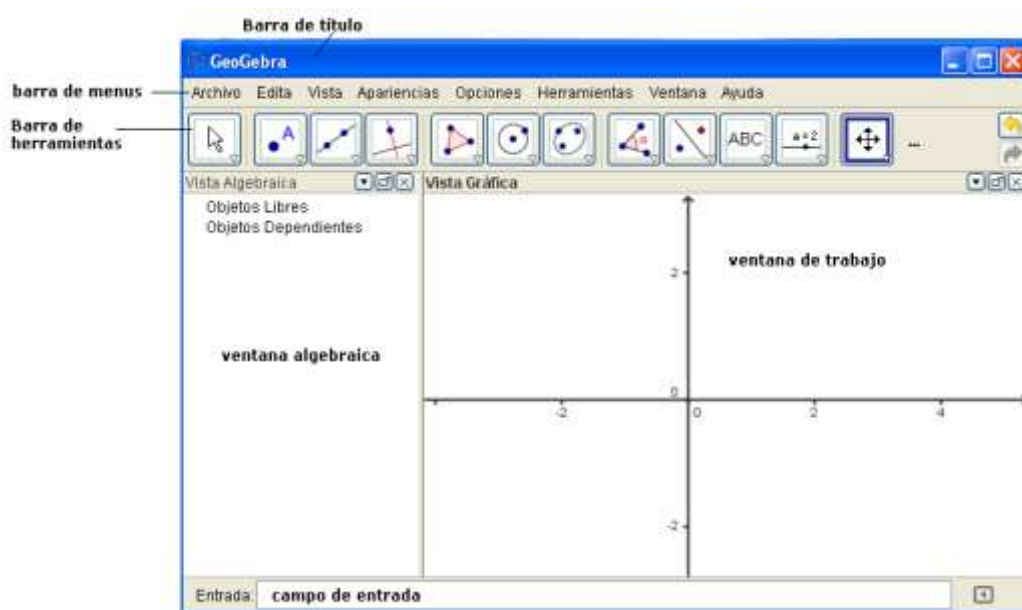 Barra de título
GeoGebra
barra de menus
Archivo Edita Vista Apariencias Opciones Herramientas Ventana Ayuda
Barra de
herramientas
A
α
ABC
a=2
...
Vista Algebraica
Vista Gráfica
Objetos Libres
Objetos Dependientes
ventana de trabajo
2
ventana algebraica
0
-2 0 2 4
-2
Entrada: campo de entrada